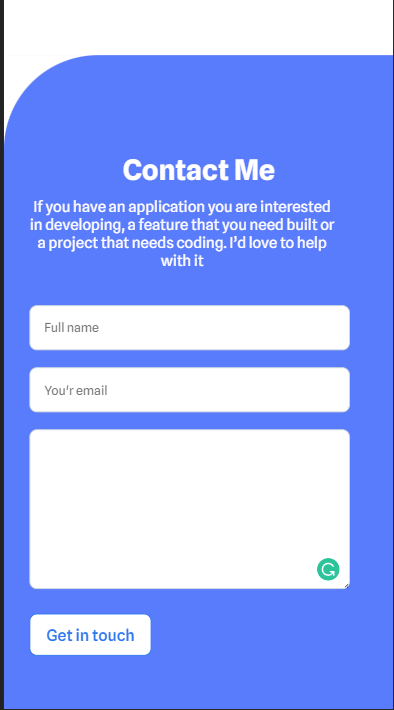 Contact Me
If you have an application you are interested
in developing, a feature that you need built or
a project that needs coding. I'd love to help
with it
Full name
You'r email
Get in touch